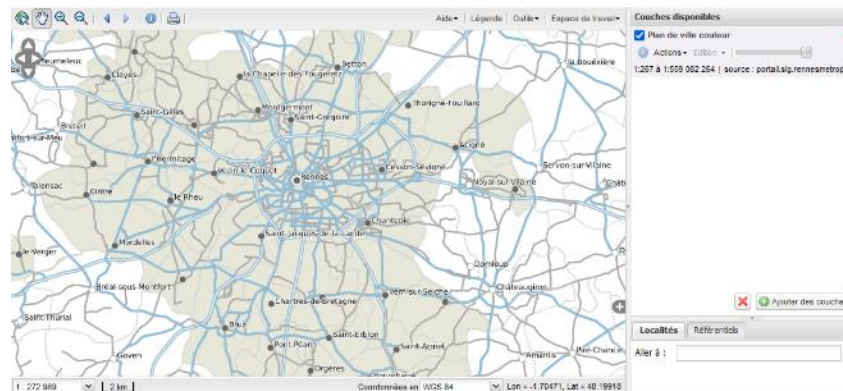 Aide
Légende
Outils
Espace de travail
Couches disponibles
Plan de ville couleur
Actions
Edition
1:267 à 1:559 082 264 | source : portail.sig.rennesmetrop
Betton
la Bouëxière
Clayes
la Chapelle-des-Fougeretz
Thorigné-Fouillard
Montgermont
Saint-Gilles
Saint-Grégoire
Breteil
Acigné
l'Hermitage
Vezin-le-Coquet
Cesson-Sévigné
Servon-sur-Vilaine
Rennes
Noyal-sur-Vilaine
Talensac
Cintré
le Rheu
Chantepie
Saint-Jacques-de-la-Lande
Mordelles
le Verger
Domloup
Bréal-sous-Montfort
Châteaugiron
Vern-sur-Seiche
Chartres-de-Bretagne
Saint-Thurial
Bruz
Saint-Erblon
Pont-Péan
Saint-Armel
Goven
Amanlis
Piré-Chancé
Orgères
Ajouter des couche
Localités
Référentiels
Aller à :
1 : 272 989
2 km
Coordonnées en WGS 84
Lon = -1.70471, Lat = 48.19918